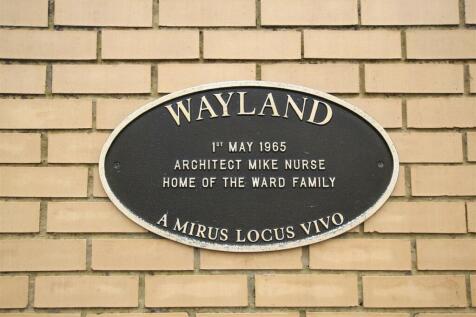 WAYLAND
1ST MAY 1965
ARCHITECT MIKE NURSE
HOME OF THE WARD FAMILY
A MIRUS LOCUS VIVO